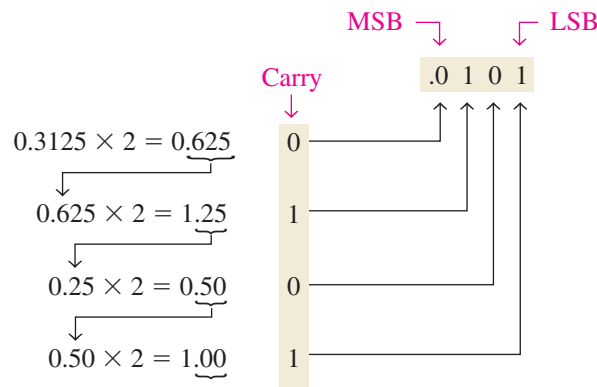 MSB LSB
.0 1 0 1
Carry
0.3125 × 2 = 0.625 0
0.625 × 2 = 1.25 1
0.25 × 2 = 0.50 0
0.50 × 2 = 1.00 1